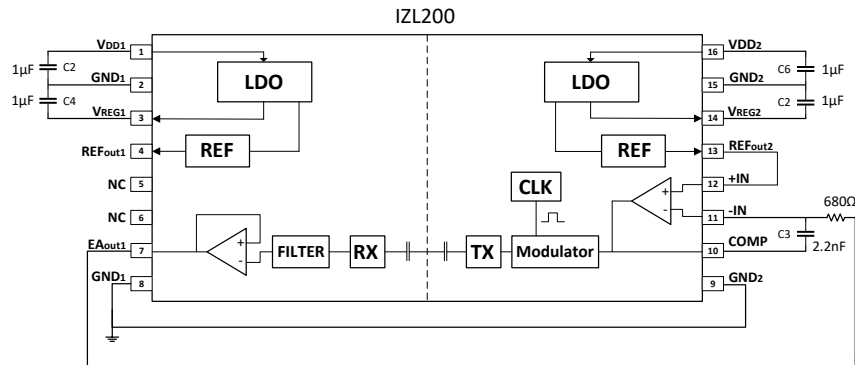 IZL200
VDD1
1
1µF
C2
GND1
2
1µF
C4
VREG1
3
REFout1
4
NC
5
NC
6
EAout1
7
GND1
8
LDO
REF
FILTER
RX
+
-
LDO
REF
CLK
TX
Modulator
+
-
16
VDD2
C6
1µF
15
GND2
C2
1µF
14
VREG2
13
REFout2
12
+IN
11
-IN
680Ω
C3
2.2nF
10
COMP
9
GND2